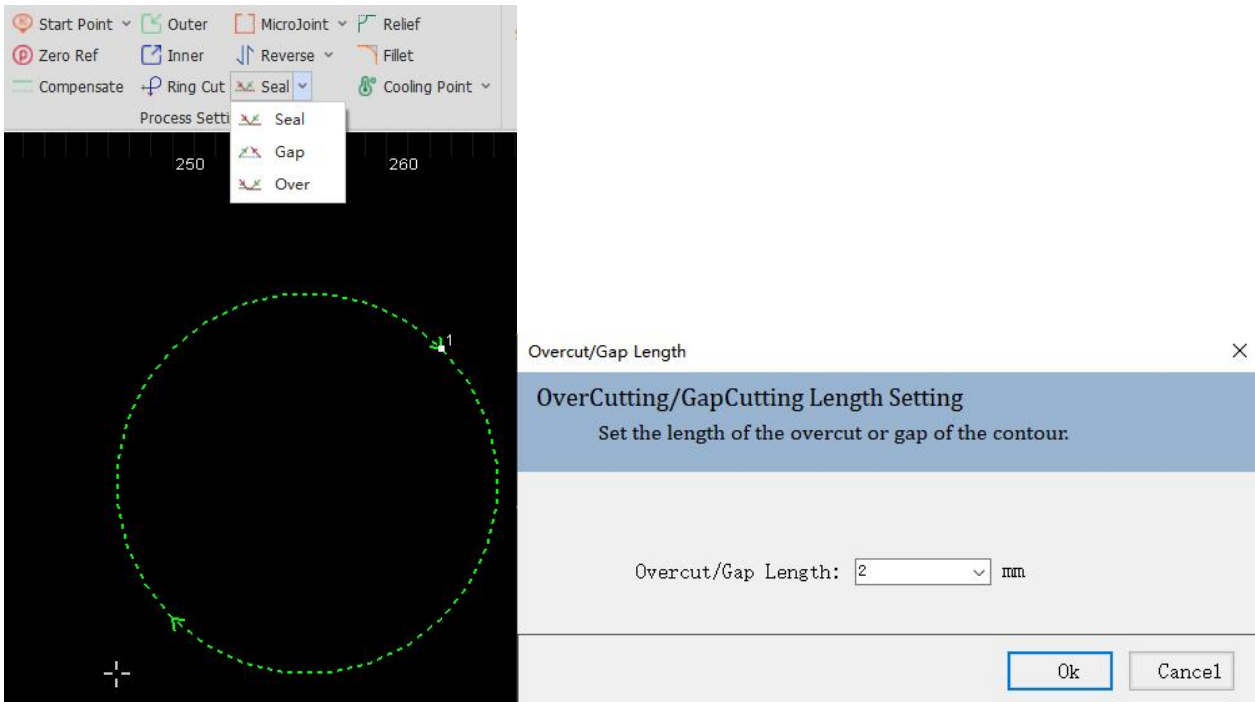 Start Point Outer MicroJoint Relief
Zero Ref Inner Reverse Fillet
Compensate Ring Cut Seal Cooling Point
Process Setti
Seal
Gap
Over
250 260
1
Overcut/Gap Length
OverCutting/GapCutting Length Setting
Set the length of the overcut or gap of the contour.
Overcut/Gap Length: 2 mm
Ok Cancel